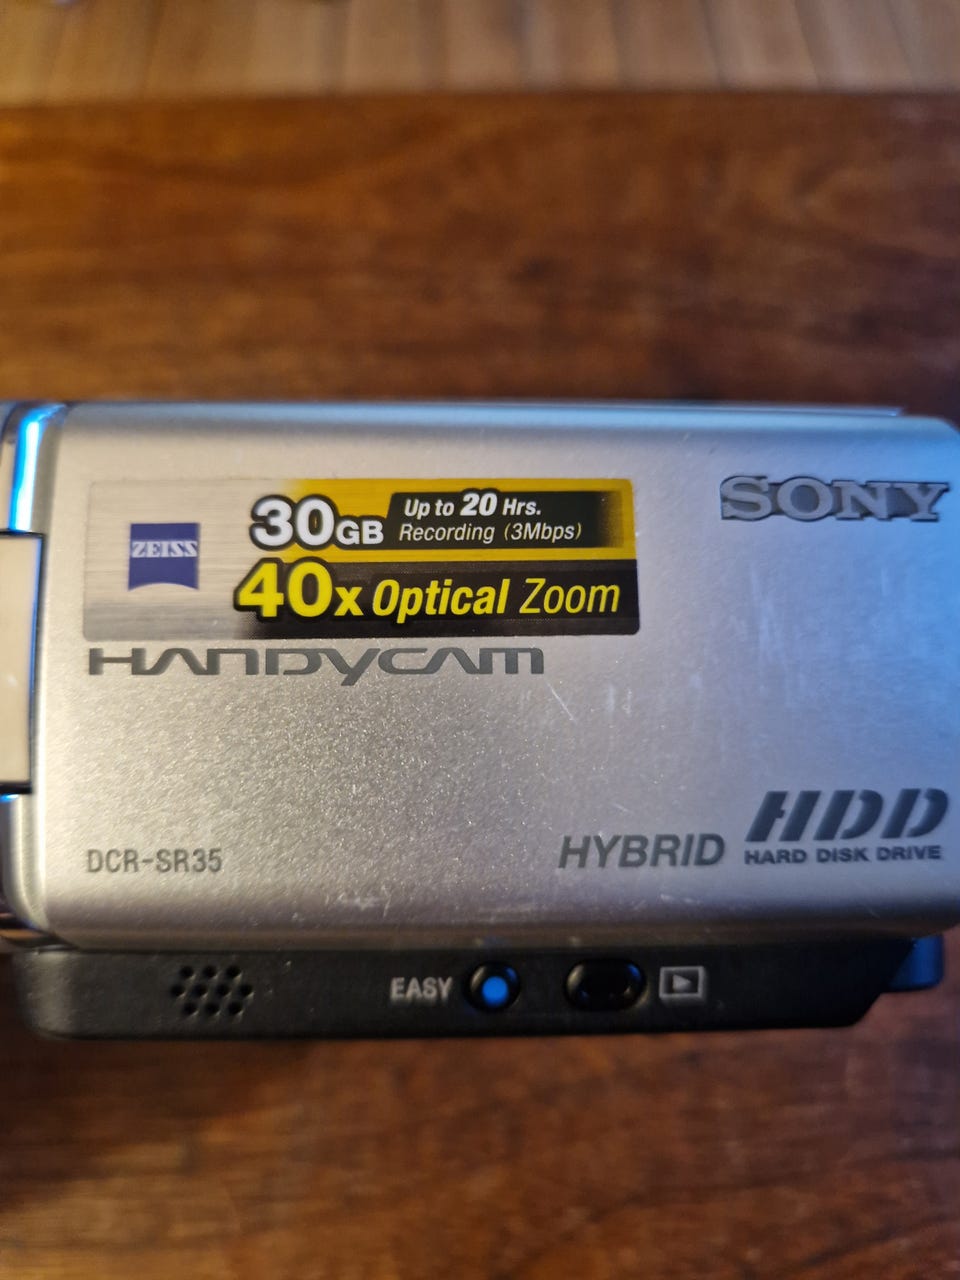 SONY
ZEISS
30GB
Up to 20 Hrs.
Recording (3Mbps)
40x Optical Zoom
HANDYCAM
DCR-SR35
HYBRID
HDD
HARD DISK DRIVE
EASY